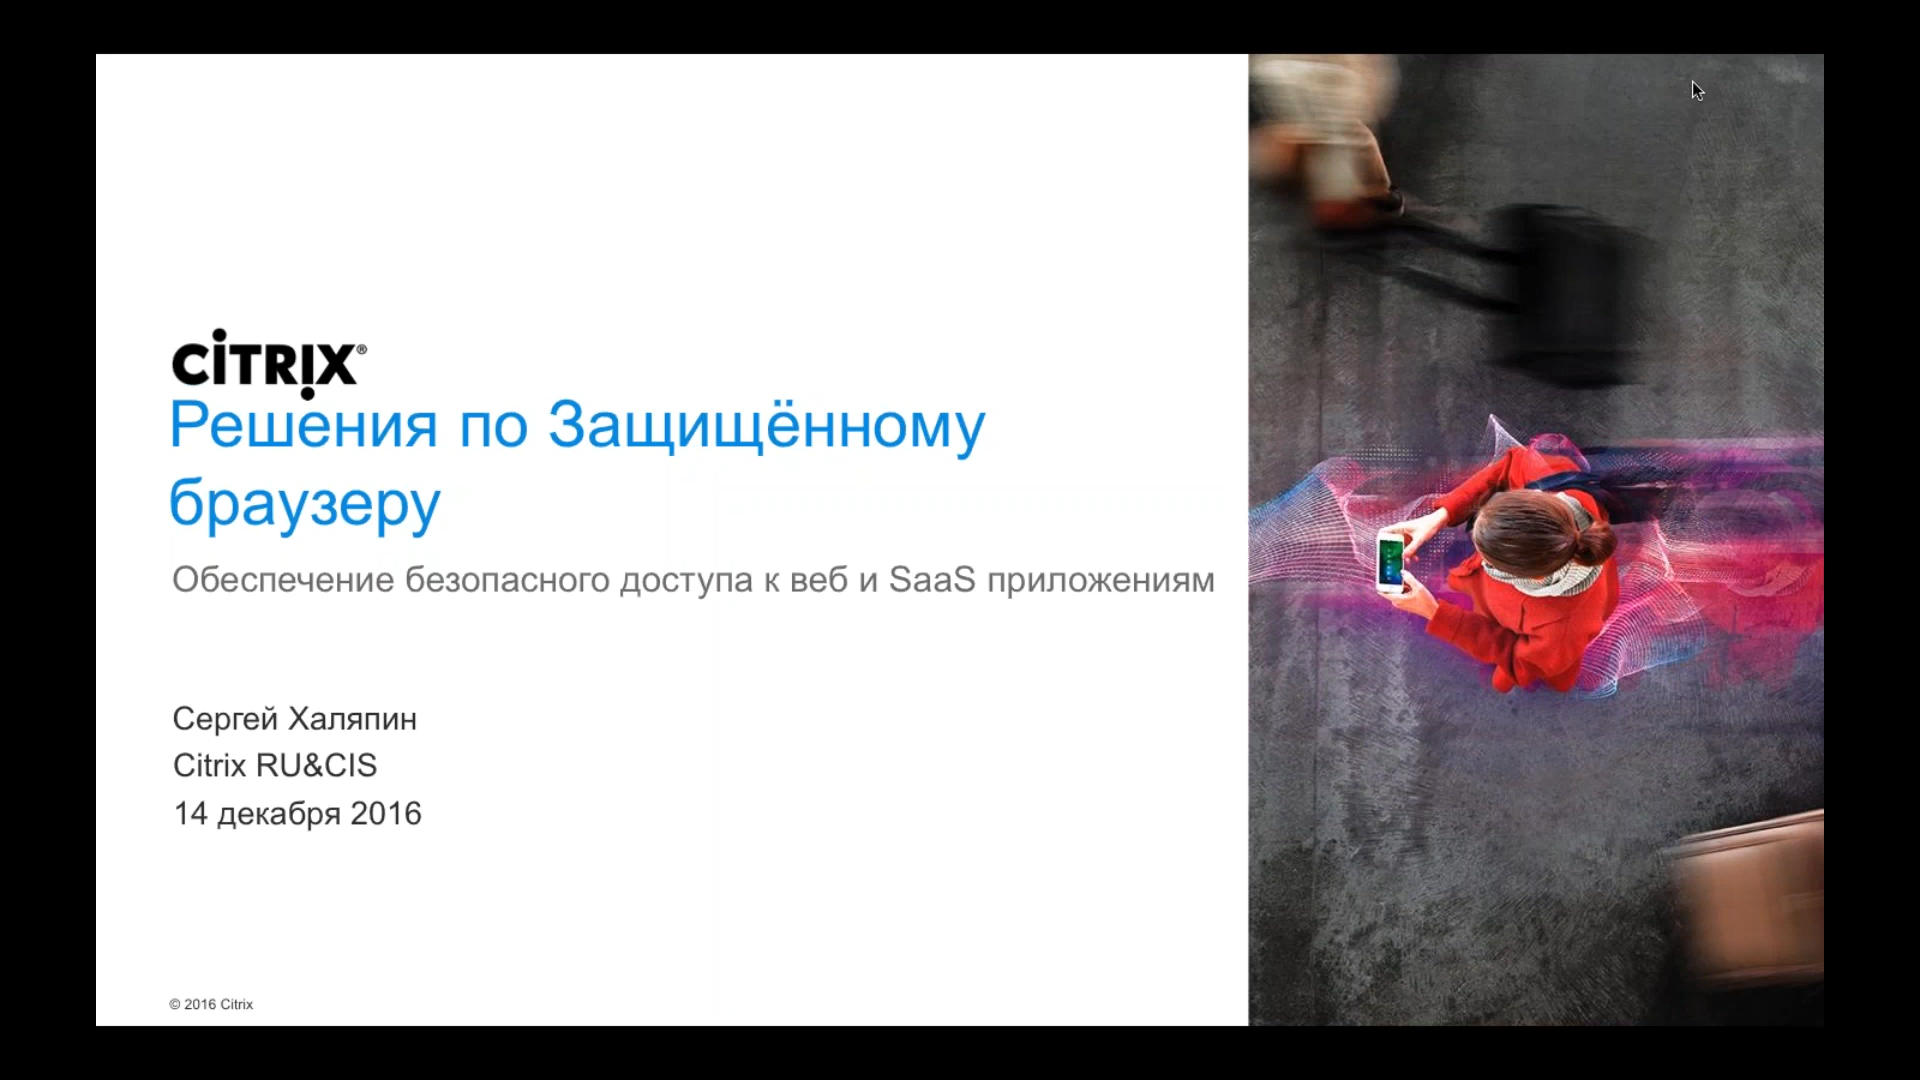 CiTRIX®
Решения по Защищённому
браузеру
Обеспечение безопасного доступа к веб и SaaS приложениям
Сергей Халяпин
Citrix RU&CIS
14 декабря 2016
© 2016 Citrix